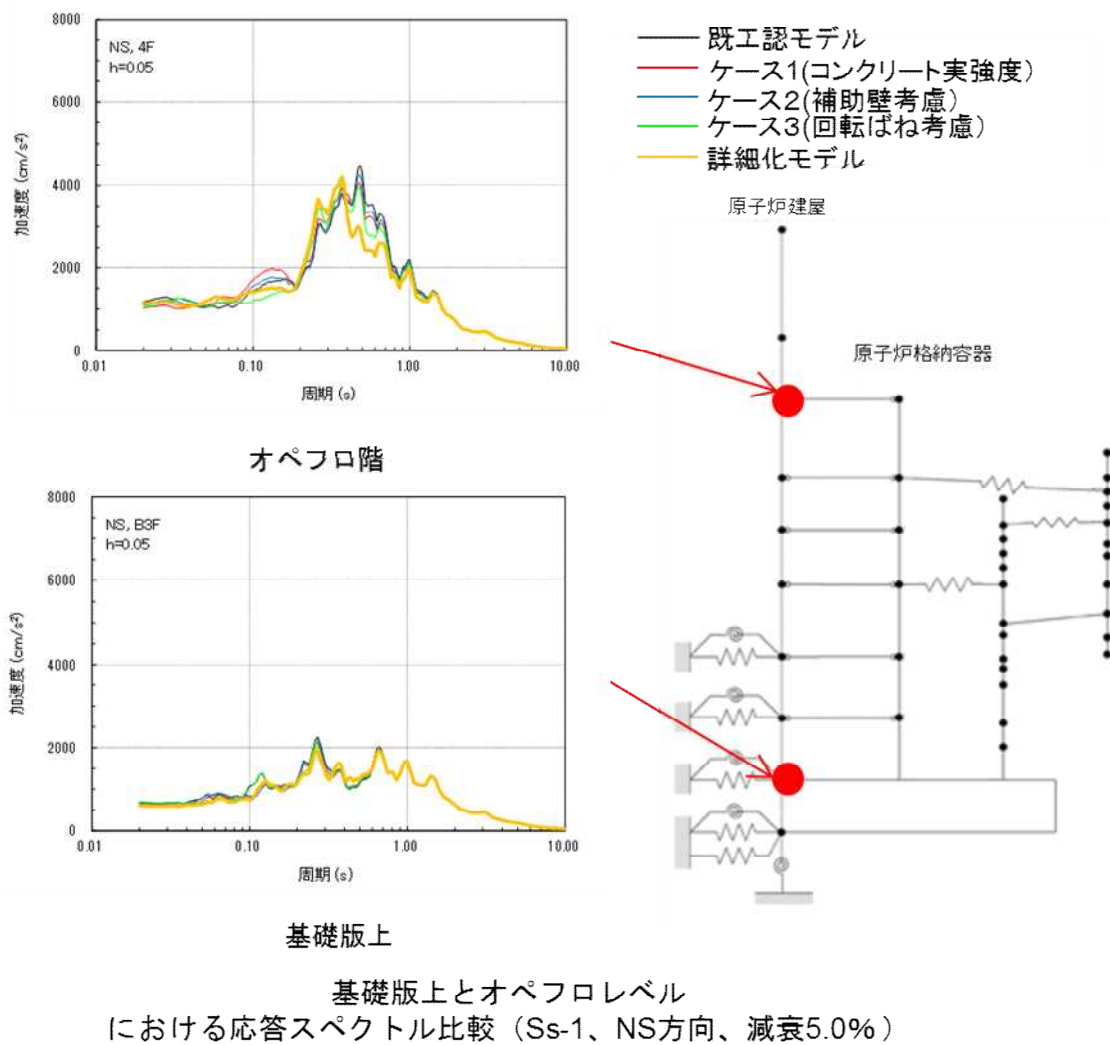 8000
6000
4000
2000
0
加速度 (cm/s²)
NS, 4F
h=0.05
0.01
0.10
1.00
10.00
周期 (s)
オペフロ階
8000
6000
4000
2000
0
加速度 (cm/s²)
NS, B3F
h=0.05
0.01
0.10
1.00
10.00
周期 (s)
基礎版上
既工認モデル
ケース1(コンクリート実強度)
ケース2(補助壁考慮)
ケース3(回転ばね考慮)
詳細化モデル
原子炉建屋
原子炉格納容器
基礎版上とオペフロレベル
における応答スペクトル比較(Ss-1、NS方向、減衰5.0%)